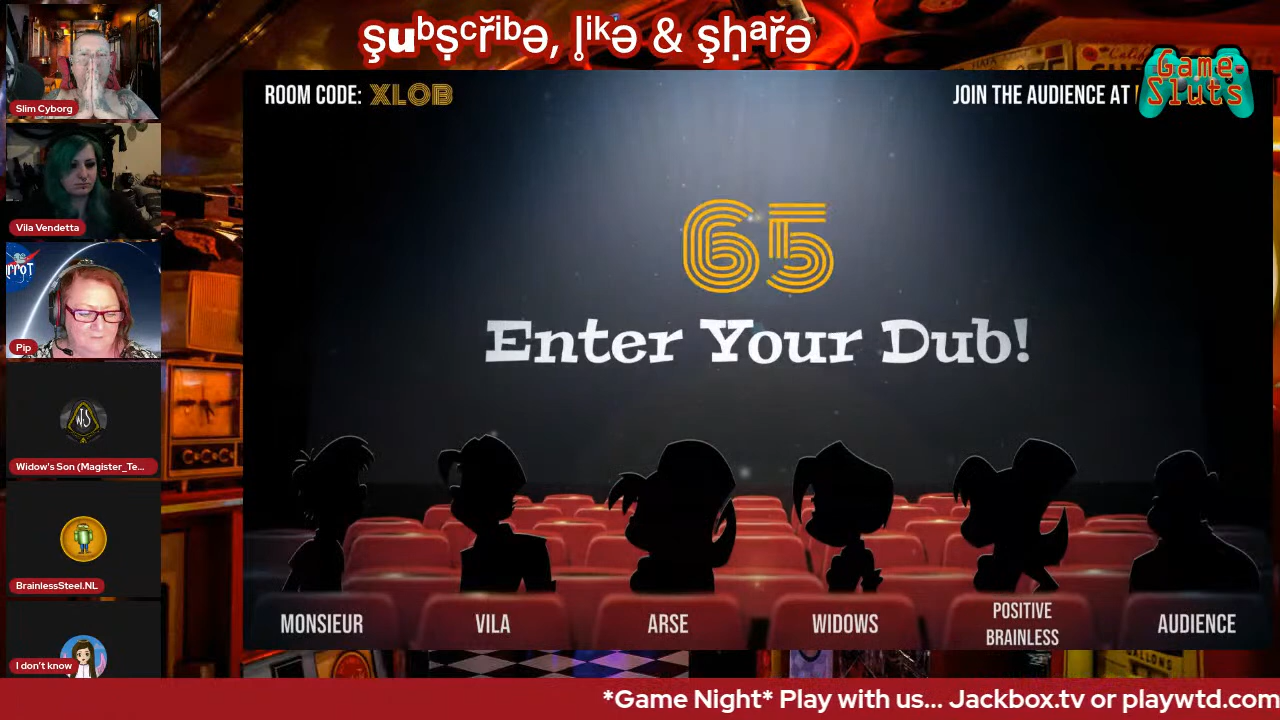 şuᵇşᶜřⁱᵇə, ļⁱᵏə & şḥᵃřə
ROOM CODE: XLOB
JOIN THE AUDIENCE AT
Game-
Sluts
Slim Cyborg
Vila Vendetta
Pip
WS
Widow's Son (Magister_Te...
BrainlessSteel.NL
I don't know
65
Enter Your Dub!
MONSIEUR
VILA
ARSE
WIDOWS
POSITIVE
BRAINLESS
AUDIENCE
*Game Night* Play with us... Jackbox.tv or playwtd.com